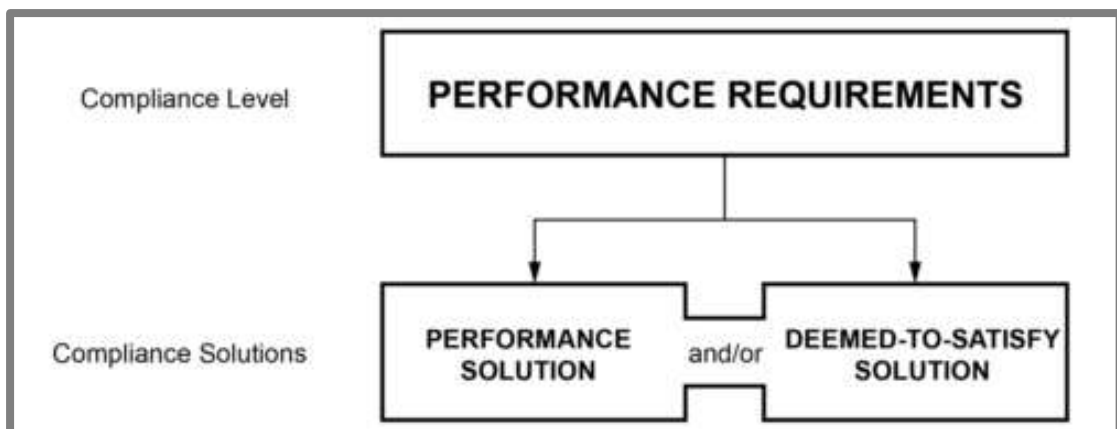 Compliance Level
PERFORMANCE REQUIREMENTS
Compliance Solutions
PERFORMANCE
SOLUTION
and/or
DEEMED-TO-SATISFY
SOLUTION